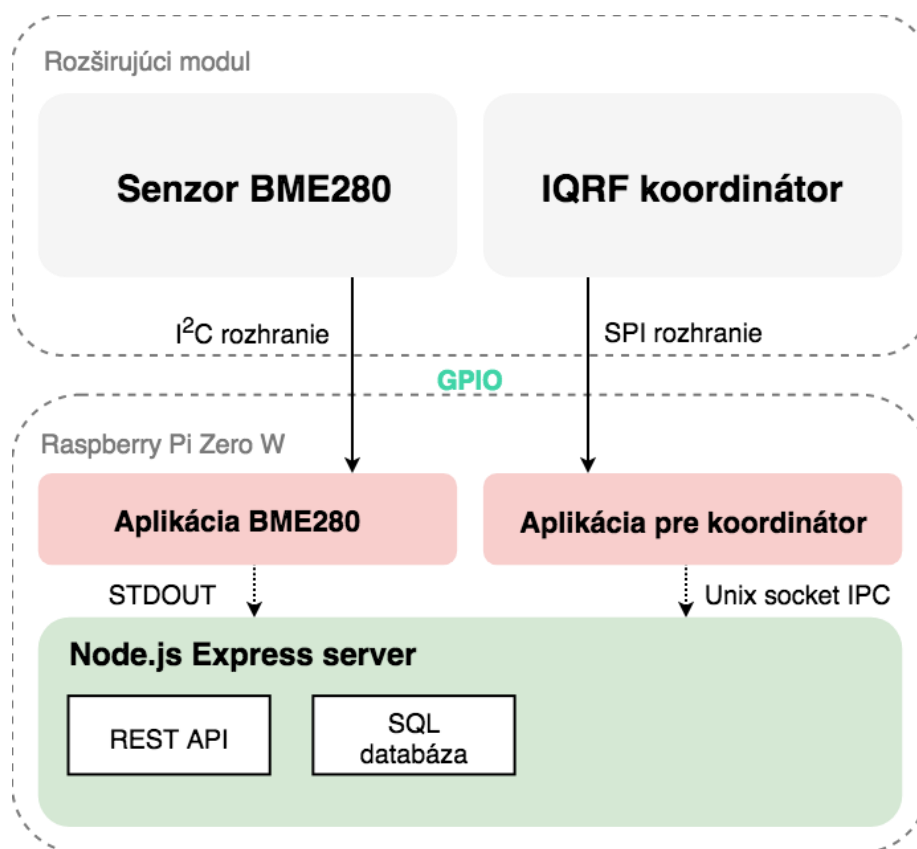 Rozširujúci modul
Senzor BME280
IQRF koordinátor
I²C rozhranie
SPI rozhranie
GPIO
Raspberry Pi Zero W
Aplikácia BME280
Aplikácia pre koordinátor
STDOUT
Unix socket IPC
Node.js Express server
REST API
SQL
databáza